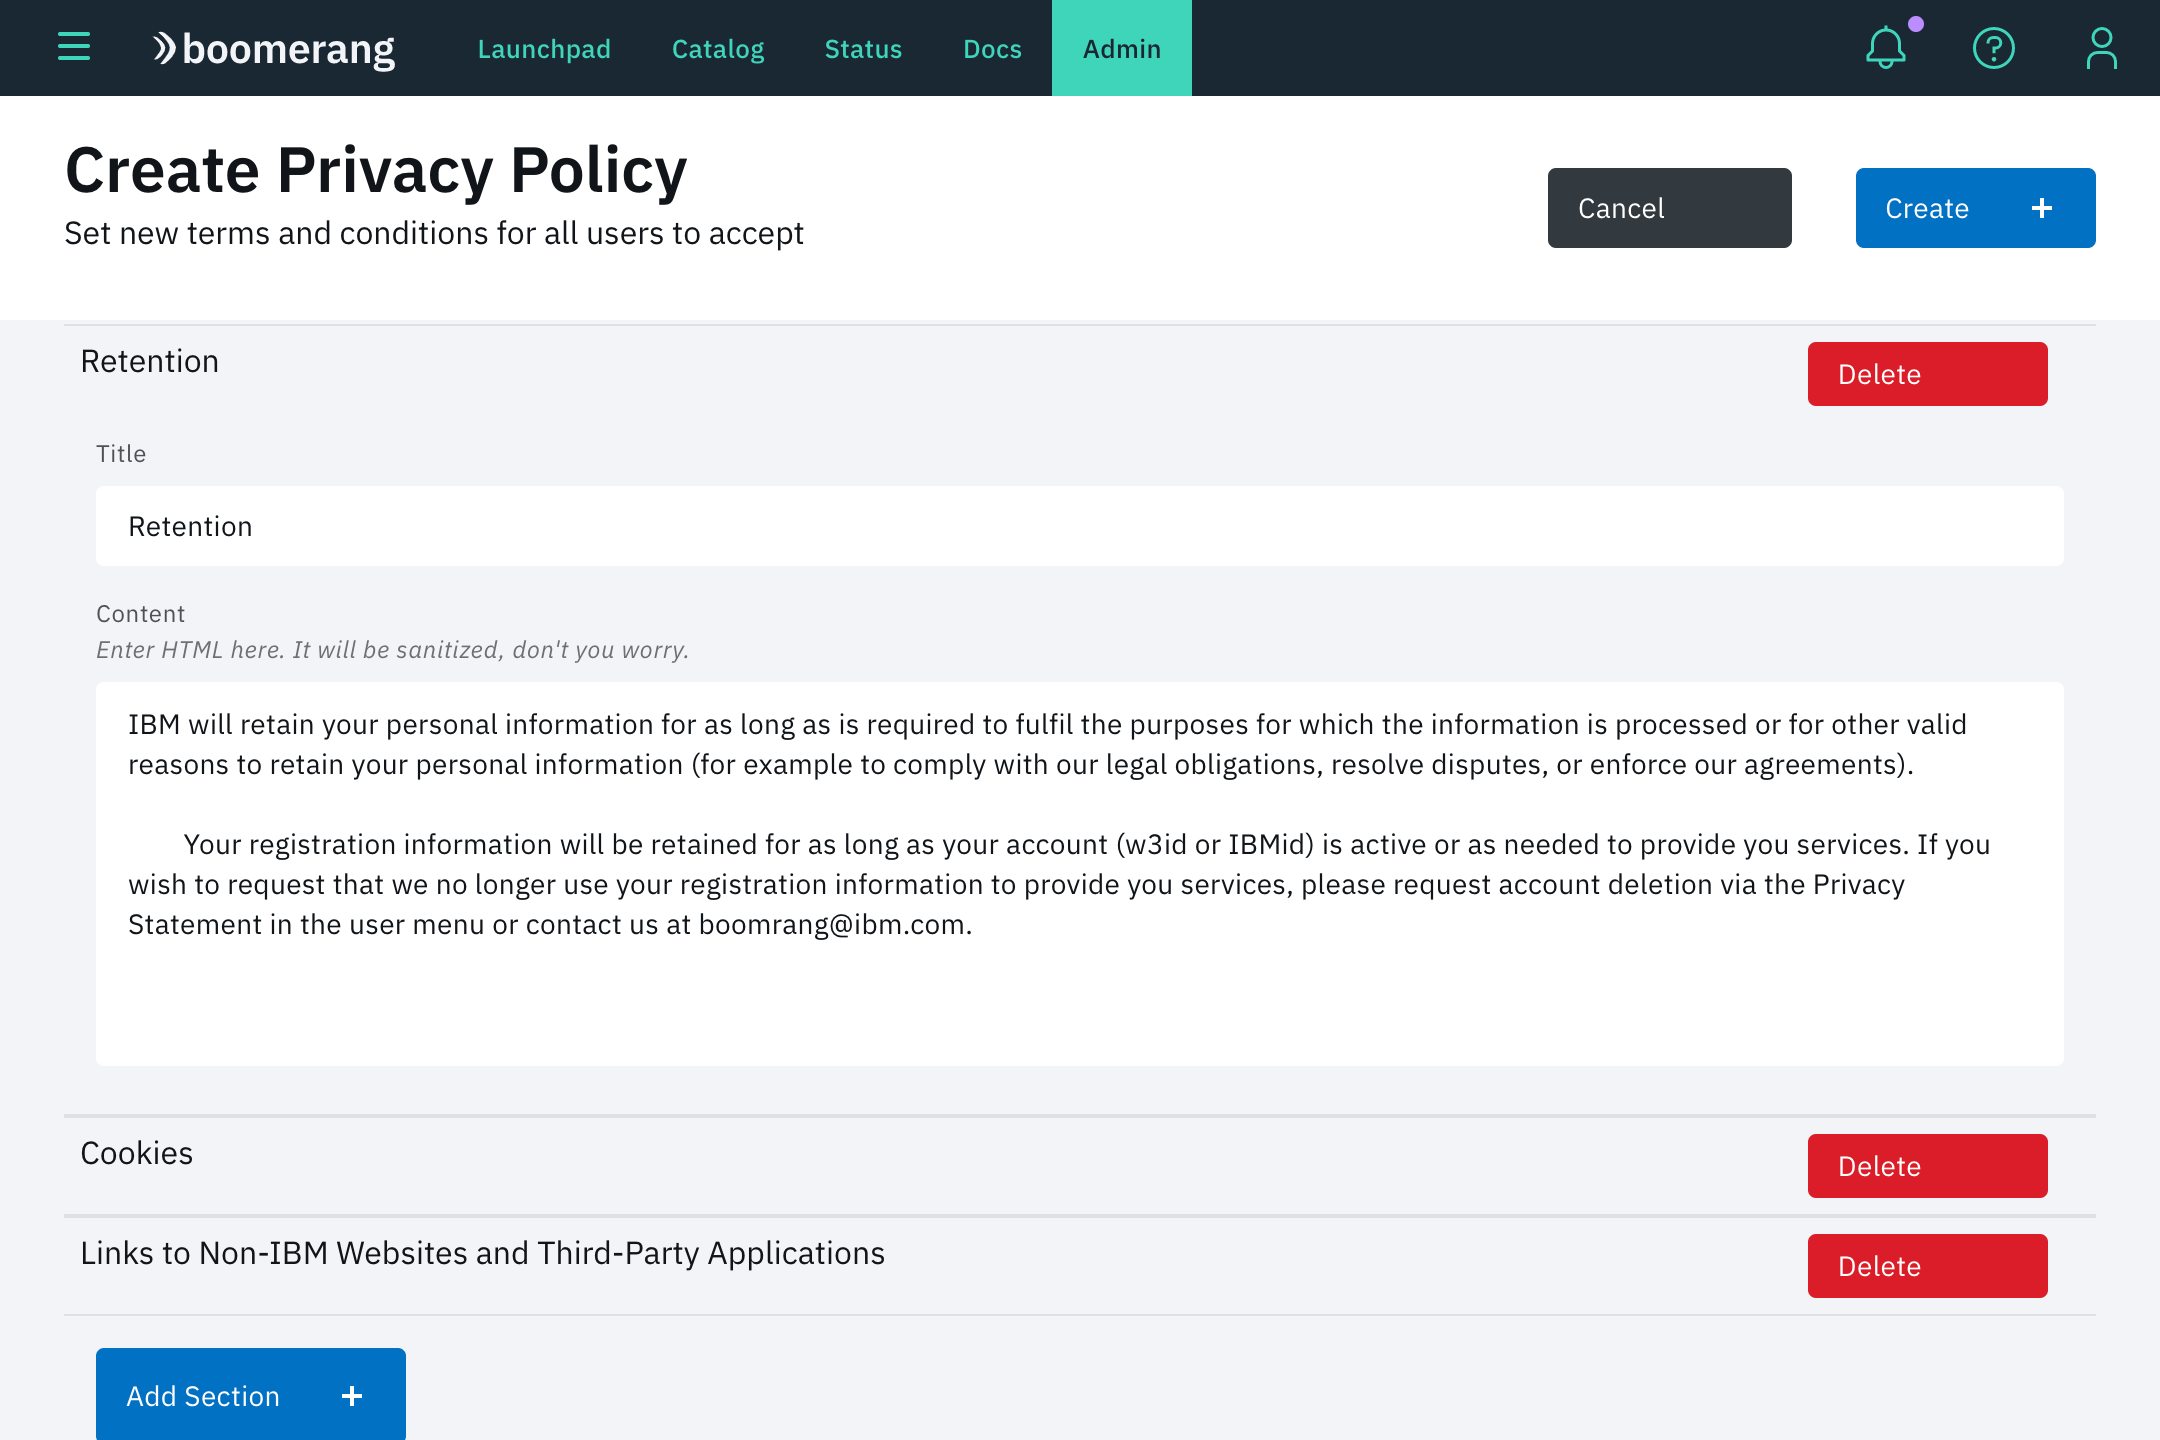 boomerang Launchpad Catalog Status Docs Admin
Create Privacy Policy
Set new terms and conditions for all users to accept
Cancel
Create +
Retention
Delete
Title
Retention
Content
Enter HTML here. It will be sanitized, don't you worry.
IBM will retain your personal information for as long as is required to fulfil the purposes for which the information is processed or for other valid
reasons to retain your personal information (for example to comply with our legal obligations, resolve disputes, or enforce our agreements).
Your registration information will be retained for as long as your account (w3id or IBMid) is active or as needed to provide you services. If you
wish to request that we no longer use your registration information to provide you services, please request account deletion via the Privacy
Statement in the user menu or contact us at boomrang@ibm.com.
Cookies
Delete
Links to Non-IBM Websites and Third-Party Applications
Delete
Add Section +